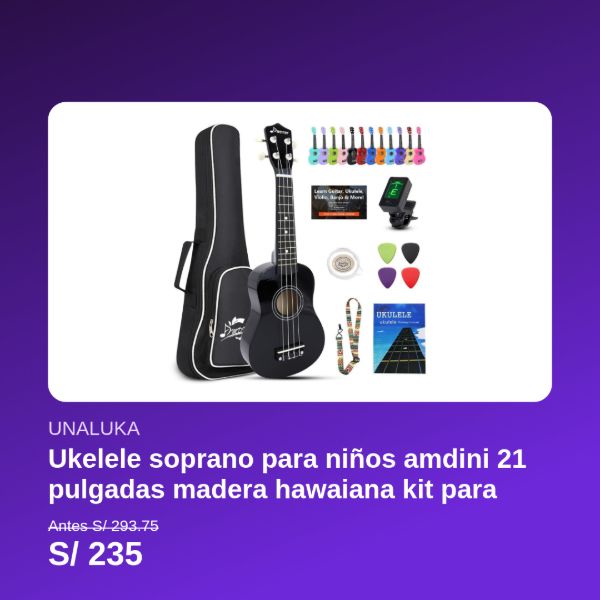 Learn Guitar, Ukulele,
Violin, Banjo & More!
E
UKULELE
ukulele
UNALUKA
Ukelele soprano para niños amdini 21
pulgadas madera hawaiana kit para
Antes S/ 293.75
S/ 235